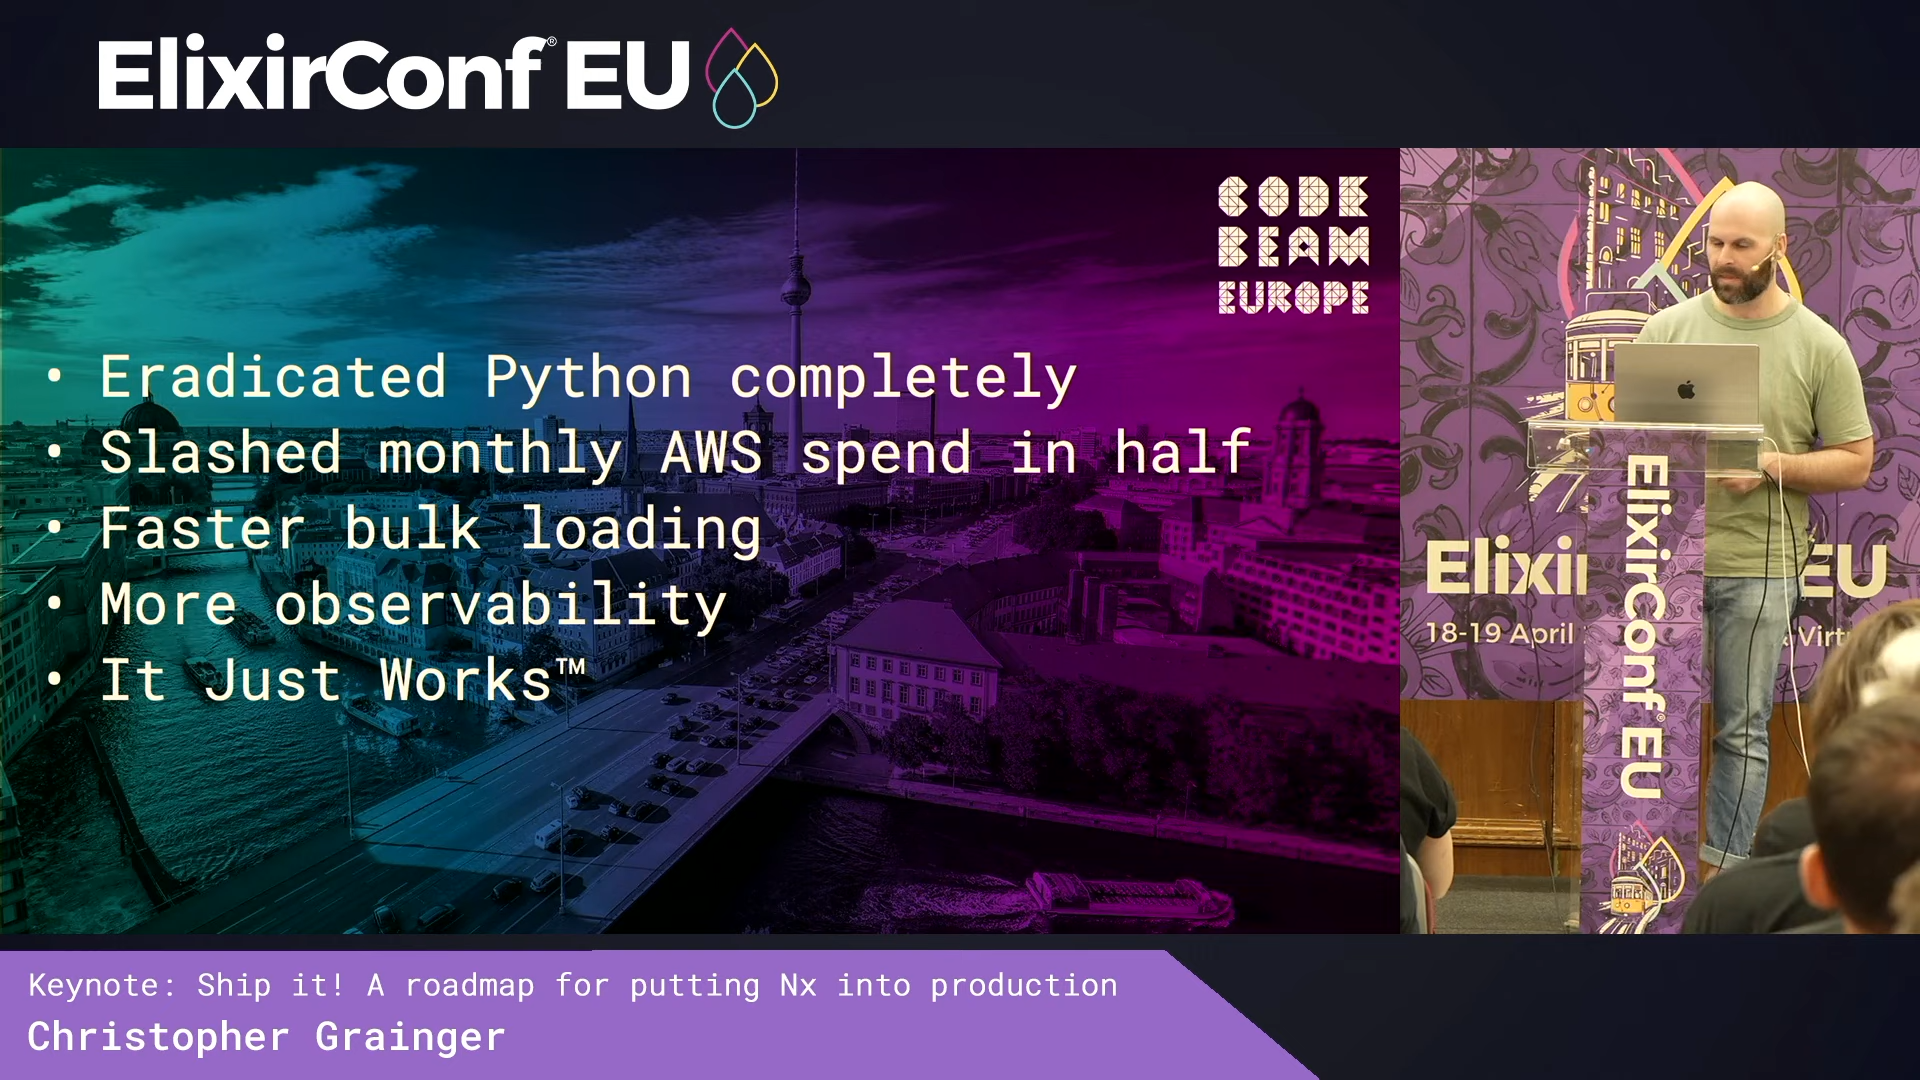 ElixirConf® EU
CODE
BEAM
EUROPE
• Eradicated Python completely
• Slashed monthly AWS spend in half
• Faster bulk loading
• More observability
• It Just Works™
Elixi
EU
18-19 April
& Virtu
ElixirConf® EU
Keynote: Ship it! A roadmap for putting Nx into production
Christopher Grainger